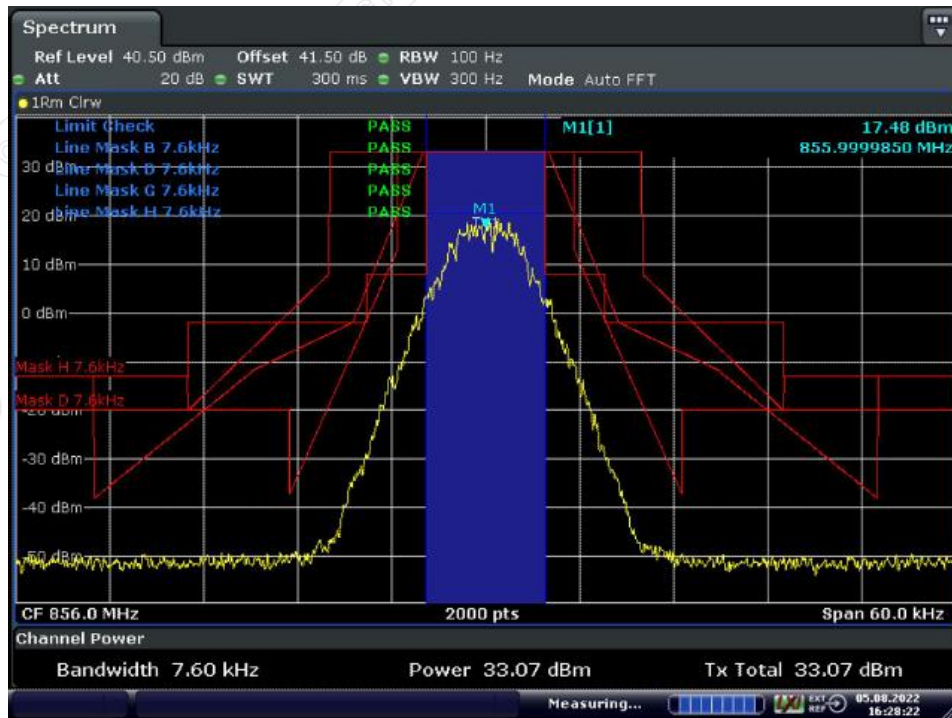 Spectrum
Ref Level 40.50 dBm Offset 41.50 dB RBW 100 Hz
Att 20 dB SWT 300 ms VBW 300 Hz Mode Auto FFT
1Rm Clrw
Limit Check PASS M1[1] 17.48 dBm
Line Mask B 7.6kHz PASS 855.9999850 MHz
30 dBm Line Mask D 7.6kHz PASS
Line Mask G 7.6kHz PASS
20 dBm Line Mask H 7.6kHz PASS M1
10 dBm
0 dBm
Mask H 7.6kHz
Mask D 7.6kHz
-20 dBm
-30 dBm
-40 dBm
-50 dBm
CF 856.0 MHz 2000 pts Span 60.0 kHz
Channel Power
Bandwidth 7.60 kHz Power 33.07 dBm Tx Total 33.07 dBm
Measuring... EXT REF 05.08.2022
16:28:22